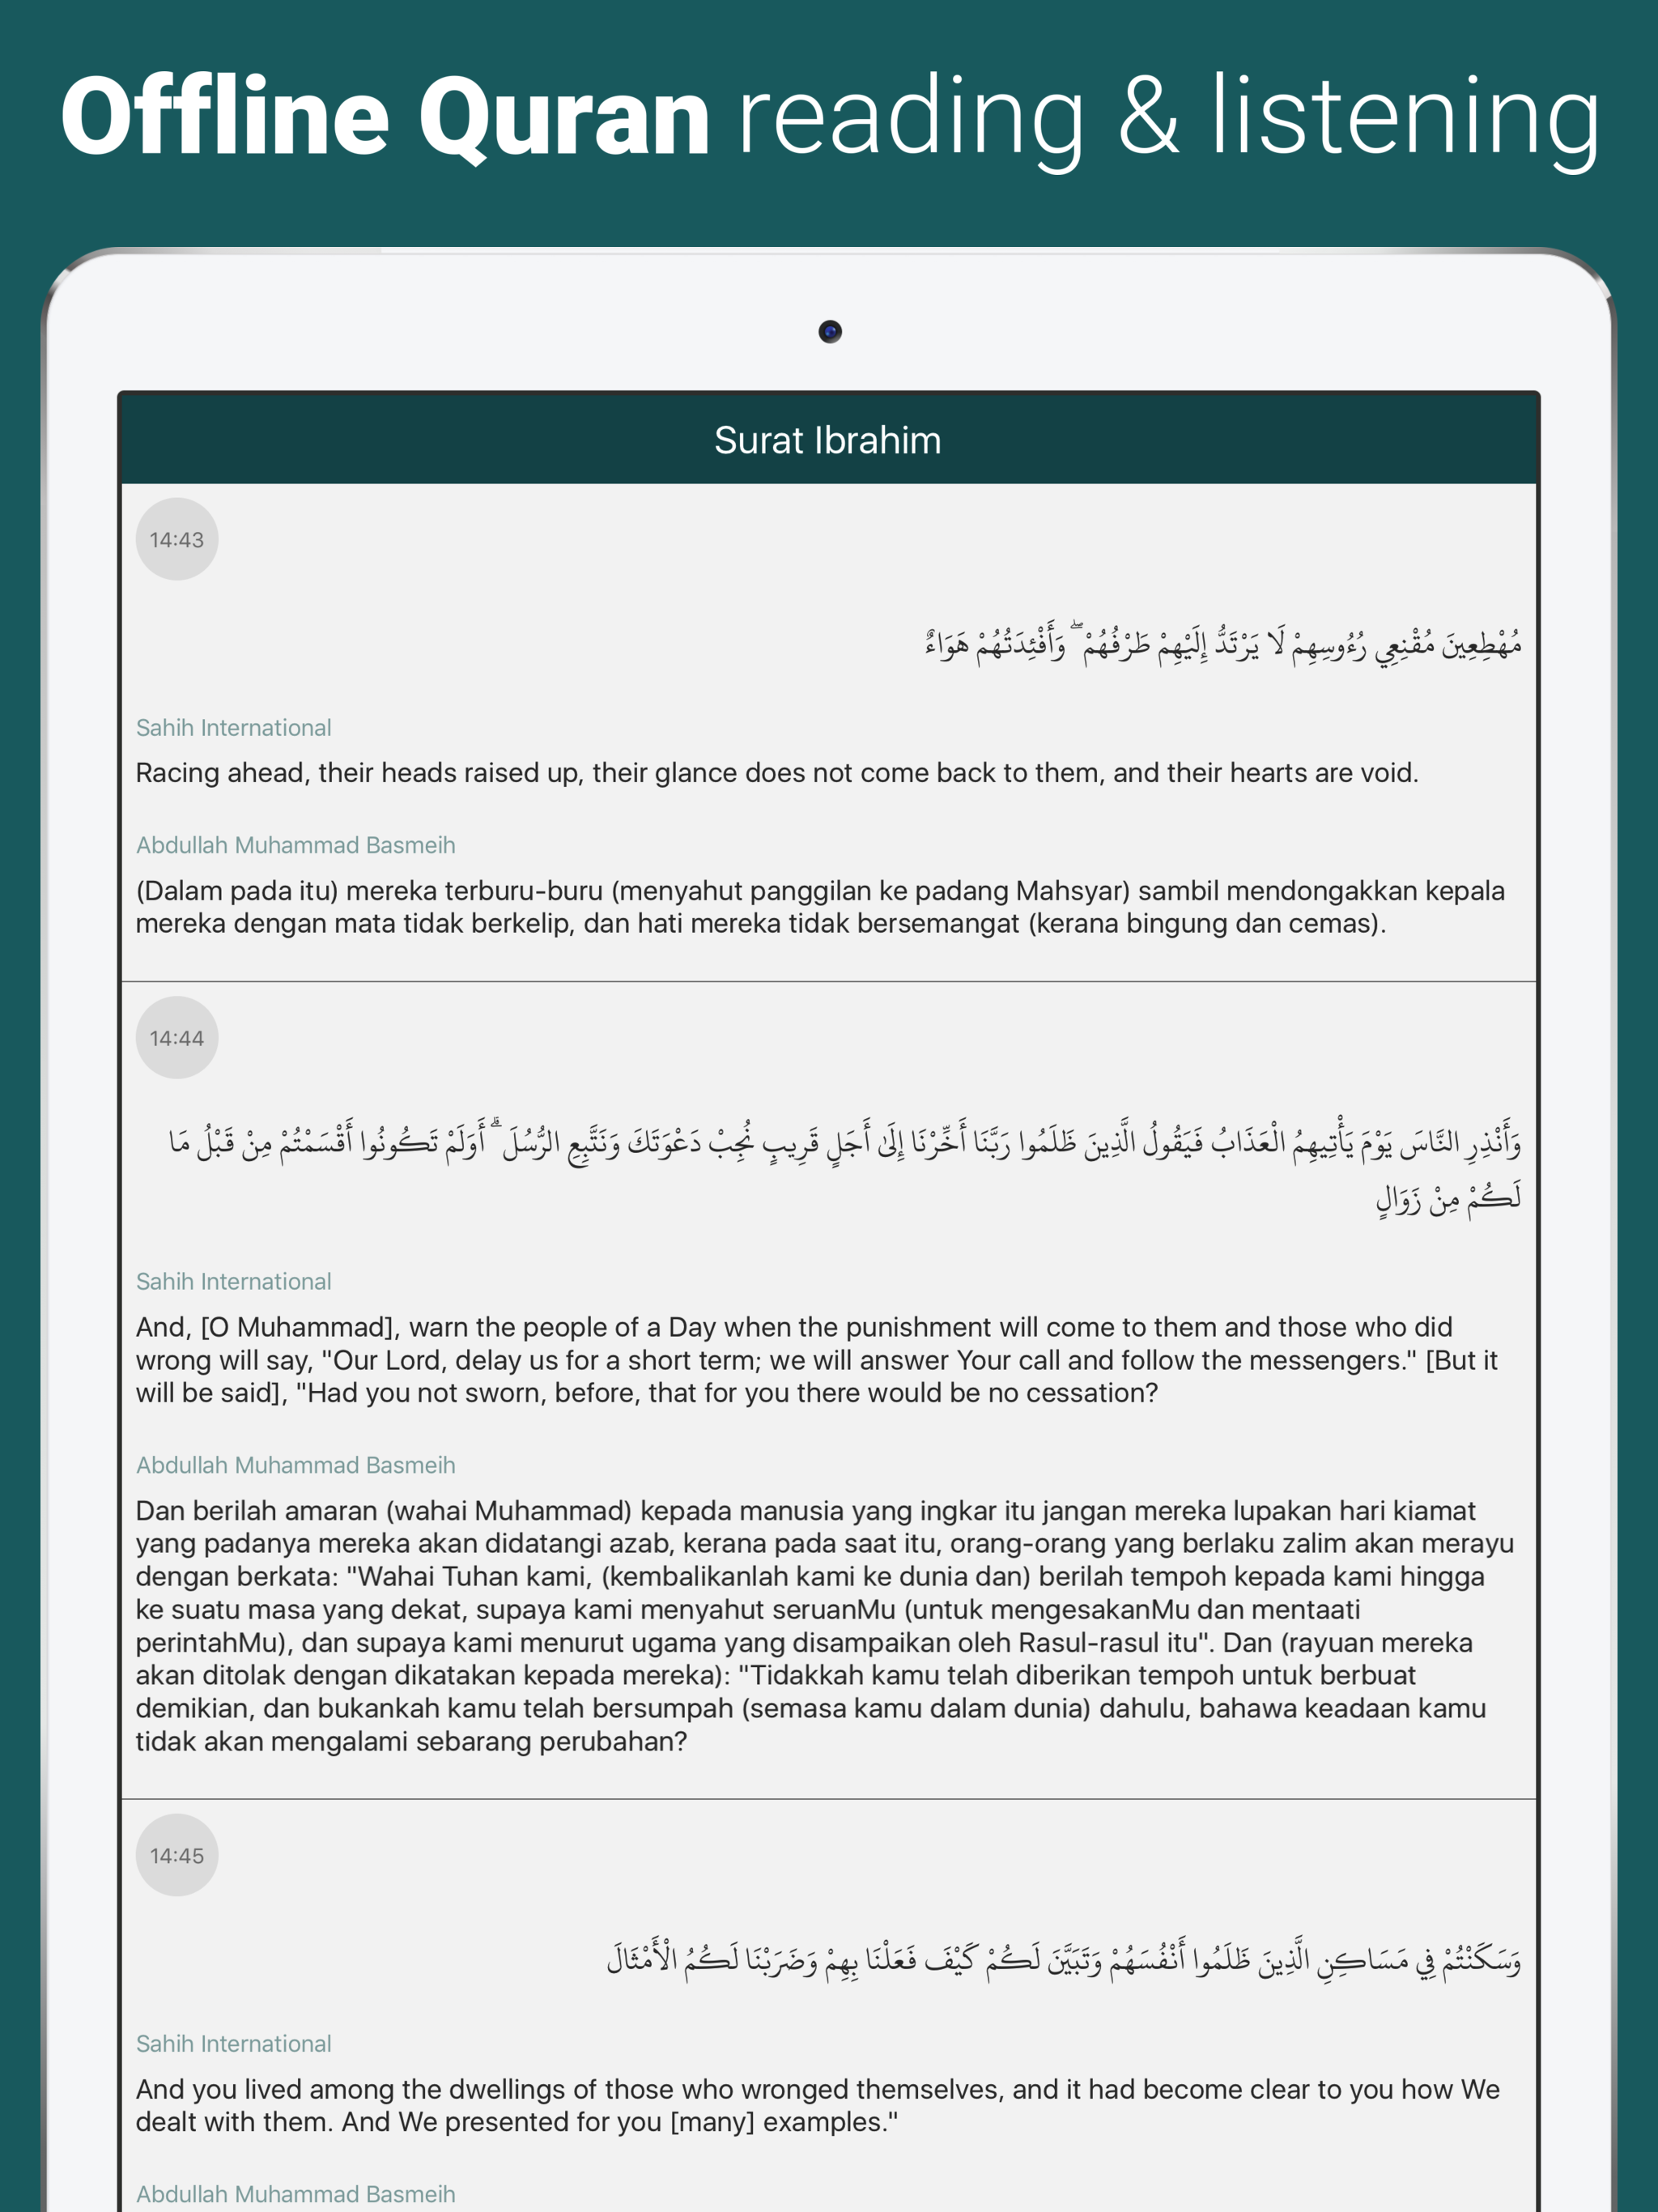 Offline Quran reading & listening
Surat Ibrahim
14:43
مُهْطِعِينَ مُقْنِعِي رُءُوسِهِمْ لَا يَرْتَدُّ إِلَيْهِمْ طَرْفُهُمْ ۖ وَأَفْئِدَتُهُمْ هَوَاءٌ
Sahih International
Racing ahead, their heads raised up, their glance does not come back to them, and their hearts are void.
Abdullah Muhammad Basmeih
(Dalam pada itu) mereka terburu-buru (menyahut panggilan ke padang Mahsyar) sambil mendongakkan kepala
mereka dengan mata tidak berkelip, dan hati mereka tidak bersemangat (kerana bingung dan cemas).
14:44
وَأَنْذِرِ النَّاسَ يَوْمَ يَأْتِيهِمُ الْعَذَابُ فَيَقُولُ الَّذِينَ ظَلَمُوا رَبَّنَا أَخِّرْنَا إِلَىٰ أَجَلٍ قَرِيبٍ نُجِبْ دَعْوَتَكَ وَنَتَّبِعِ الرُّسُلَ ۗ أَوَلَمْ تَكُونُوا أَقْسَمْتُمْ مِنْ قَبْلُ مَا
لَكُمْ مِنْ زَوَالٍ
Sahih International
And, [O Muhammad], warn the people of a Day when the punishment will come to them and those who did
wrong will say, "Our Lord, delay us for a short term; we will answer Your call and follow the messengers." [But it
will be said], "Had you not sworn, before, that for you there would be no cessation?
Abdullah Muhammad Basmeih
Dan berilah amaran (wahai Muhammad) kepada manusia yang ingkar itu jangan mereka lupakan hari kiamat
yang padanya mereka akan didatangi azab, kerana pada saat itu, orang-orang yang berlaku zalim akan merayu
dengan berkata: "Wahai Tuhan kami, (kembalikanlah kami ke dunia dan) berilah tempoh kepada kami hingga
ke suatu masa yang dekat, supaya kami menyahut seruanMu (untuk mengesakanMu dan mentaati
perintahMu), dan supaya kami menurut ugama yang disampaikan oleh Rasul-rasul itu". Dan (rayuan mereka
akan ditolak dengan dikatakan kepada mereka): "Tidakkah kamu telah diberikan tempoh untuk berbuat
demikian, dan bukankah kamu telah bersumpah (semasa kamu dalam dunia) dahulu, bahawa keadaan kamu
tidak akan mengalami sebarang perubahan?
14:45
وَسَكَنْتُمْ فِي مَسَاكِنِ الَّذِينَ ظَلَمُوا أَنْفُسَهُمْ وَتَبَيَّنَ لَكُمْ كَيْفَ فَعَلْنَا بِهِمْ وَضَرَبْنَا لَكُمُ الْأَمْثَالَ
Sahih International
And you lived among the dwellings of those who wronged themselves, and it had become clear to you how We
dealt with them. And We presented for you [many] examples."
Abdullah Muhammad Basmeih